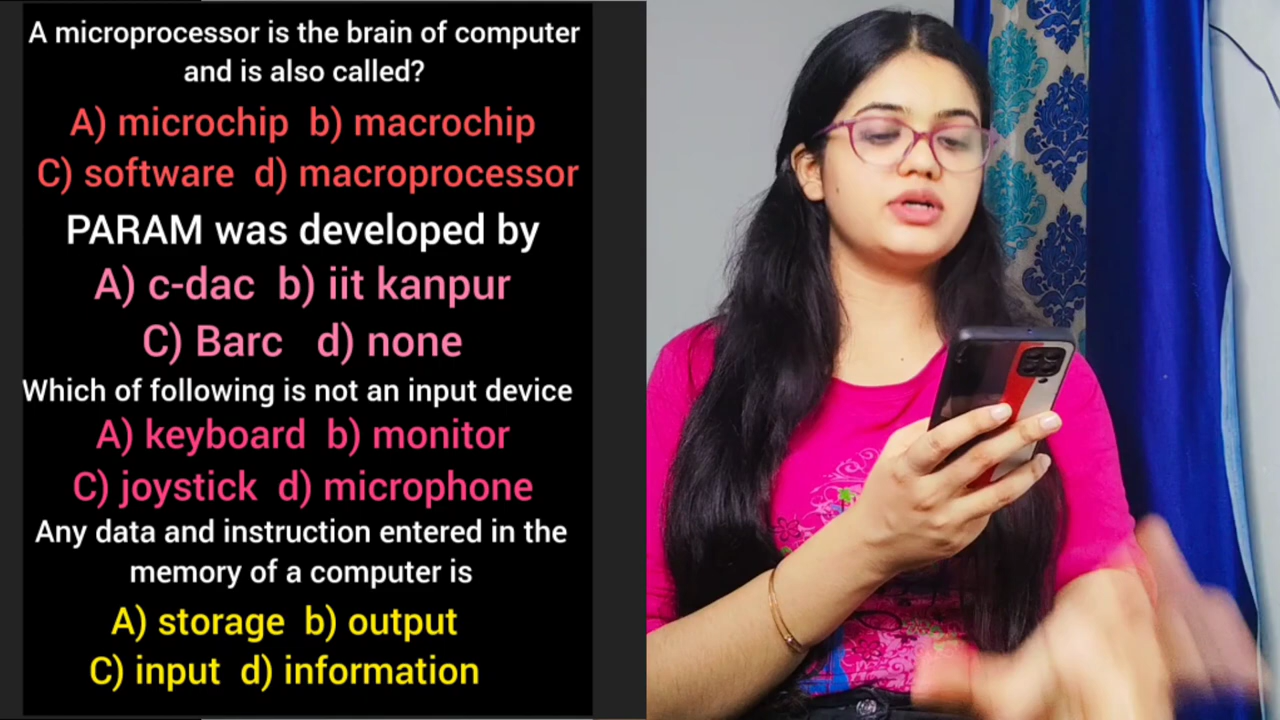 A microprocessor is the brain of computer
and is also called?
A) microchip b) macrochip
C) software d) macroprocessor
PARAM was developed by
A) c-dac b) iit kanpur
C) Barc d) none
Which of following is not an input device
A) keyboard b) monitor
C) joystick d) microphone
Any data and instruction entered in the
memory of a computer is
A) storage b) output
C) input d) information